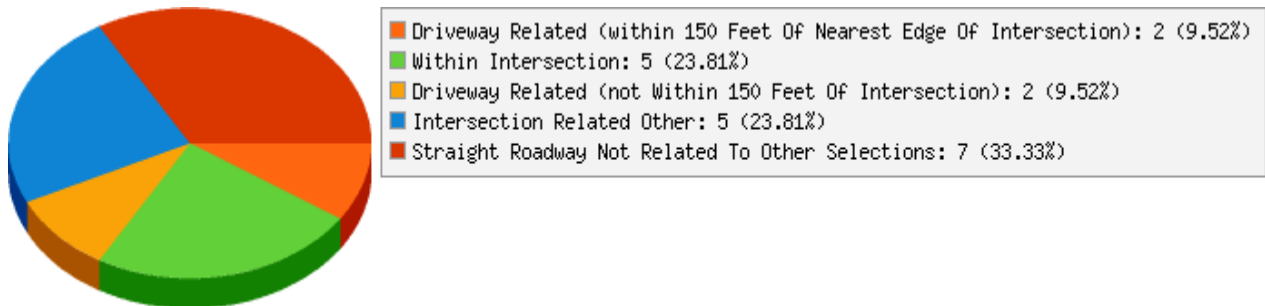 Driveway Related (within 150 Feet Of Nearest Edge Of Intersection): 2 (9.52%)
Within Intersection: 5 (23.81%)
Driveway Related (not Within 150 Feet Of Intersection): 2 (9.52%)
Intersection Related Other: 5 (23.81%)
Straight Roadway Not Related To Other Selections: 7 (33.33%)